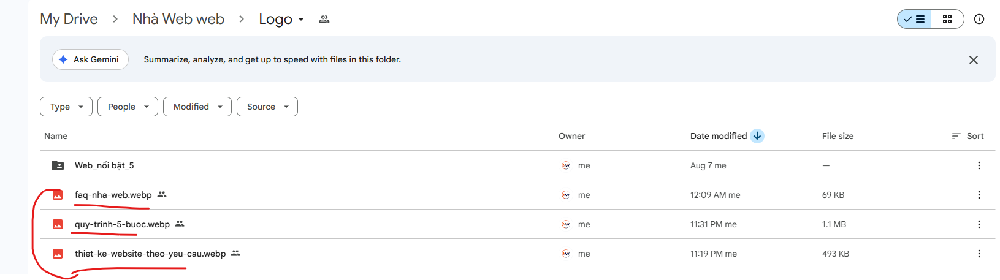 My Drive > Nhà Web web > Logo
Ask Gemini Summarize, analyze, and get up to speed with files in this folder.
Type People Modified Source
Name Owner Date modified File size Sort
Web_nổi bật_5 me Aug 7 me —
faq-nha-web.webp me 12:09 AM me 69 KB
quy-trinh-5-buoc.webp me 11:31 PM me 1.1 MB
thiet-ke-website-theo-yeu-cau.webp me 11:19 PM me 493 KB